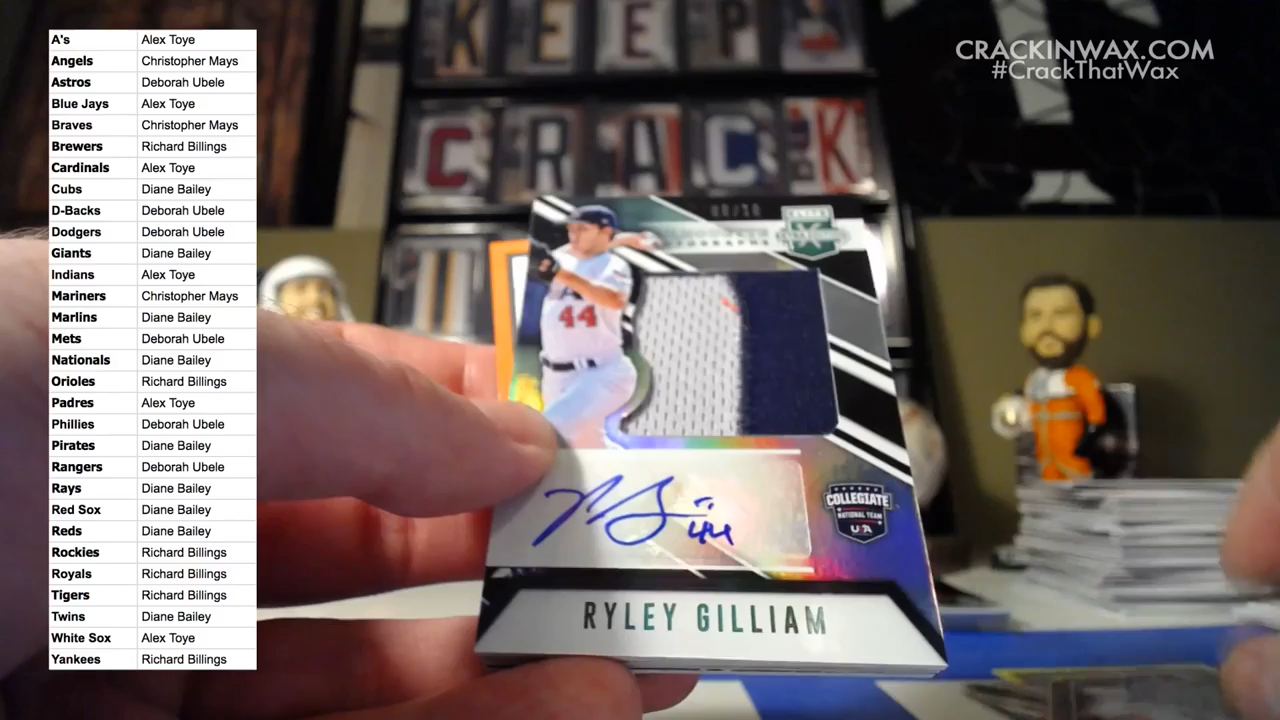 A's Alex Toye
Angels Christopher Mays
Astros Deborah Ubele
Blue Jays Alex Toye
Braves Christopher Mays
Brewers Richard Billings
Cardinals Alex Toye
Cubs Diane Bailey
D-Backs Deborah Ubele
Dodgers Deborah Ubele
Giants Diane Bailey
Indians Alex Toye
Mariners Christopher Mays
Marlins Diane Bailey
Mets Deborah Ubele
Nationals Diane Bailey
Orioles Richard Billings
Padres Alex Toye
Phillies Deborah Ubele
Pirates Diane Bailey
Rangers Deborah Ubele
Rays Diane Bailey
Red Sox Diane Bailey
Reds Diane Bailey
Rockies Richard Billings
Royals Richard Billings
Tigers Richard Billings
Twins Diane Bailey
White Sox Alex Toye
Yankees Richard Billings
CRACKINWAX.COM
#CrackThatWax
KEEP
CRACK
ELITE
44
44
COLLEGIATE
NATIONAL TEAM
USA
RYLEY GILLIAM